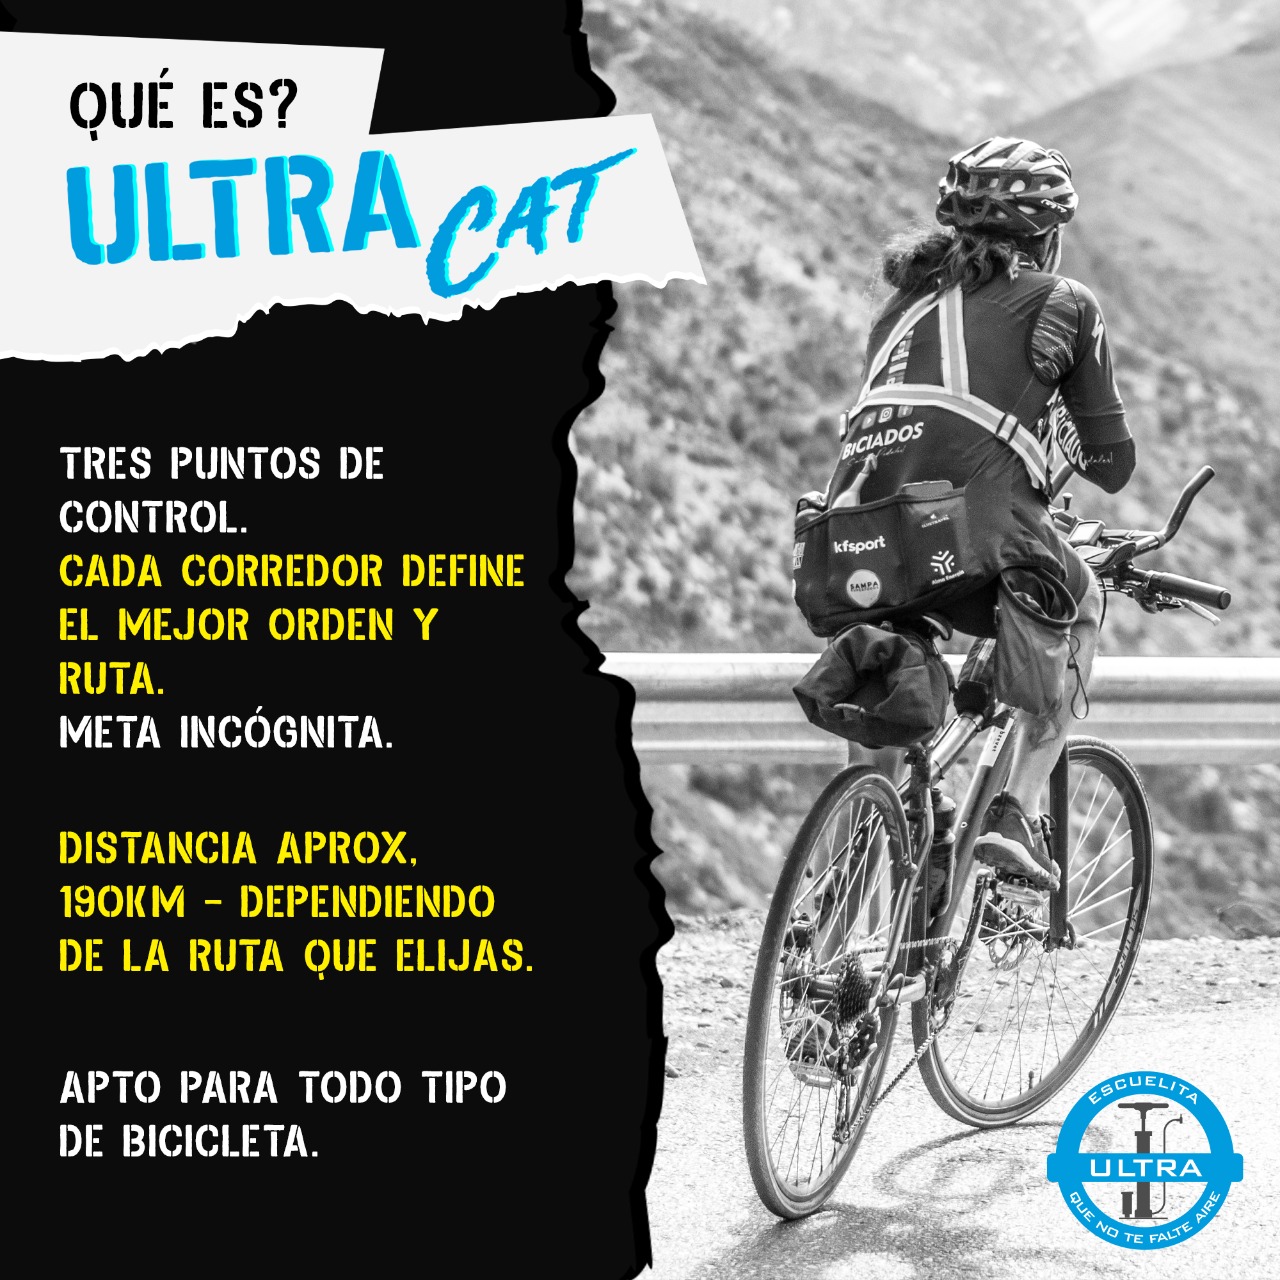 QUÉ ES?
ULTRA CAT
TRES PUNTOS DE
CONTROL.
CADA CORREDOR DEFINE
EL MEJOR ORDEN Y
RUTA.
META INCÓGNITA.
DISTANCIA APROX,
190KM - DEPENDIENDO
DE LA RUTA QUE ELIJAS.
APTO PARA TODO TIPO
DE BICICLETA.
BICIADOS
kfsport
SAMPA
ESCUELITA
ULTRA
QUE NO TE FALTE AIRE